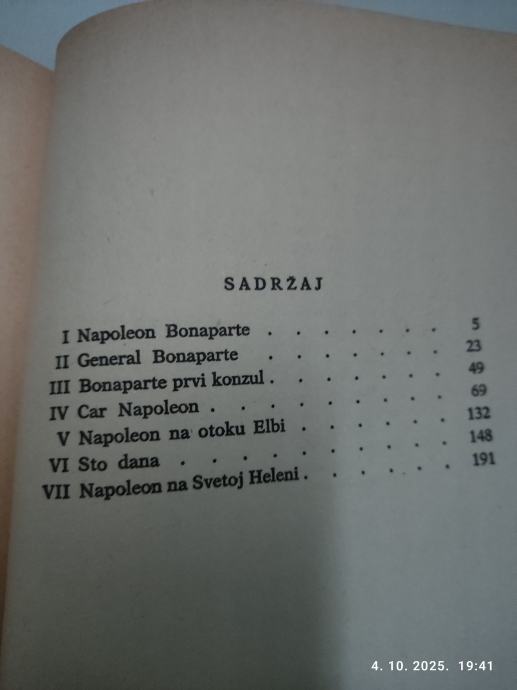 SADRŽAJ
I Napoleon Bonaparte . . . . . . . 5
II General Bonaparte . . . . . . . 23
III Bonaparte prvi konzul . . . . . . . 49
IV Car Napoleon . . . . . . . . . 69
V Napoleon na otoku Elbi . . . . . . 132
VI Sto dana . . . . . . . . . . 148
VII Napoleon na Svetoj Heleni . . . . . . 191
4. 10. 2025. 19:41